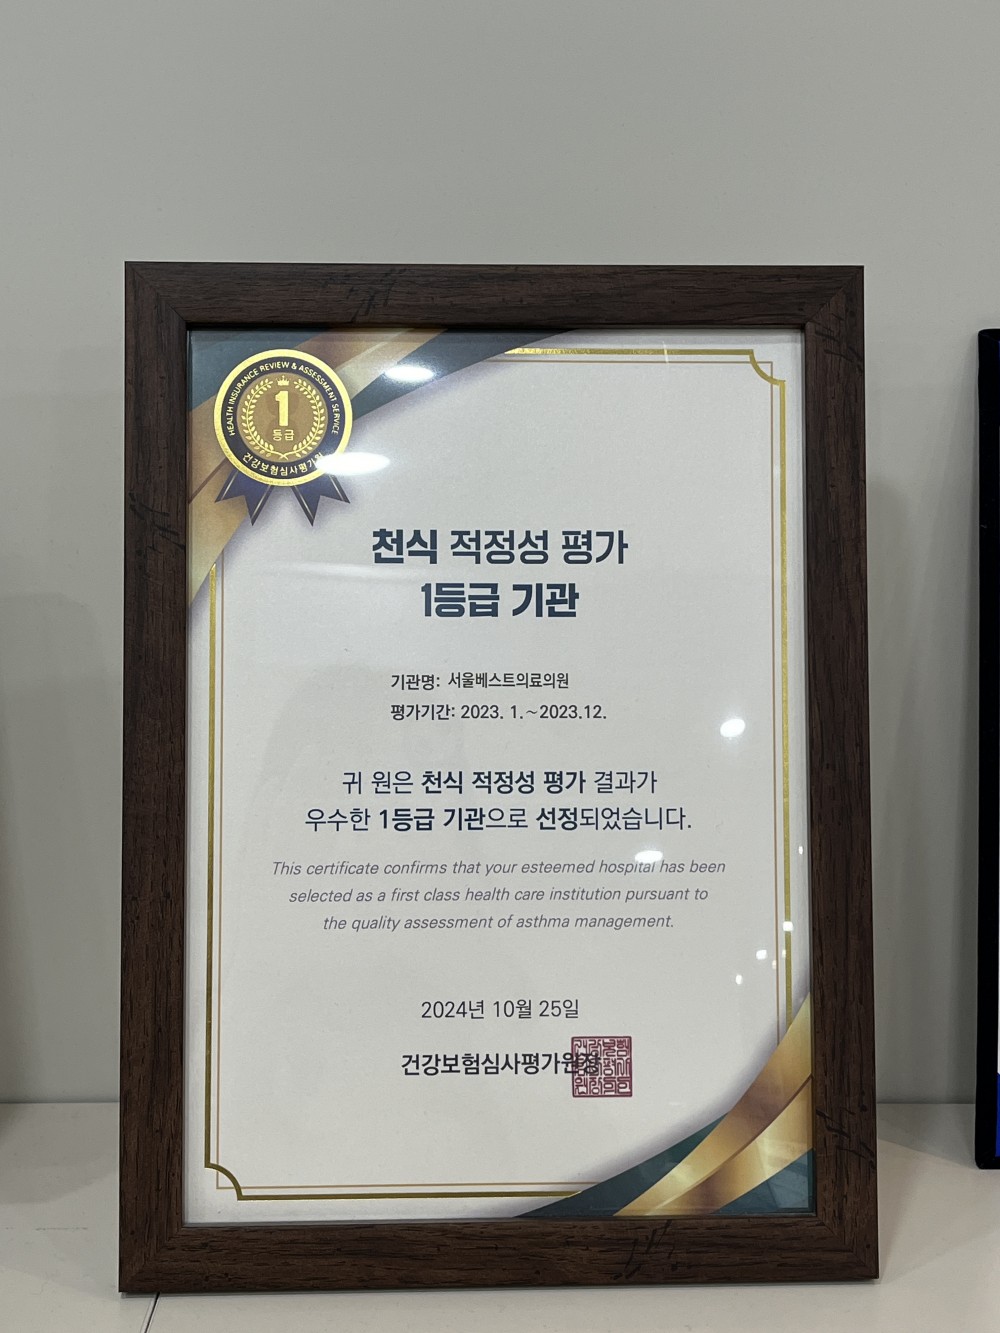 HEALTH INSURANCE REVIEW & ASSESSMENT SERVICE
1
등급
건강보험심사평가원
천식 적정성 평가
1등급 기관
기관명: 서울베스트의료의원
평가기간: 2023. 1.~2023.12.
귀 원은 천식 적정성 평가 결과가
우수한 1등급 기관으로 선정되었습니다.
This certificate confirms that your esteemed hospital has been
selected as a first class health care institution pursuant to
the quality assessment of asthma management.
2024년 10월 25일
건강보험심사평가원장